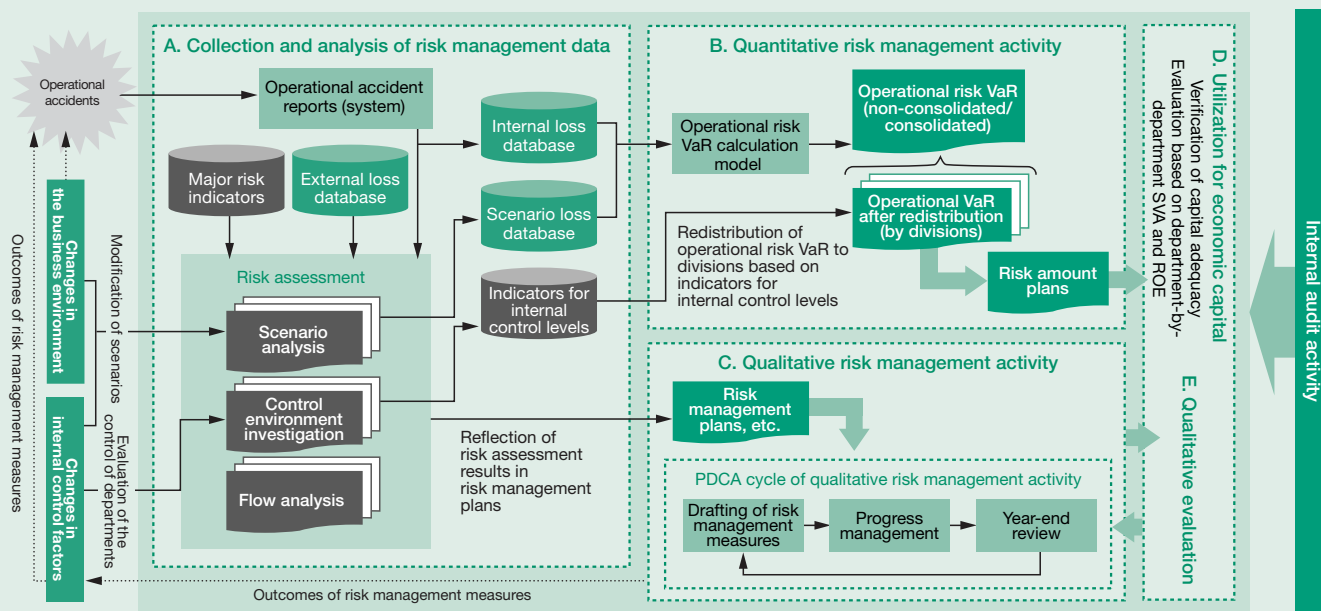 Operational
accidents
Changes in
the business environment
Changes in
internal control factors
Outcomes of risk management measures
Modification of scenarios
Evaluation of the
control of departments
A. Collection and analysis of risk management data
Operational accident
reports (system)
Major risk
indicators
External loss
database
Internal loss
database
Scenario loss
database
Indicators for
internal
control levels
Risk assessment
Scenario
analysis
Control
environment
investigation
Flow analysis
Reflection of
risk assessment
results in
risk management
plans
Outcomes of risk management measures
B. Quantitative risk management activity
Operational risk
VaR calculation
model
Operational risk VaR
(non-consolidated/
consolidated)
Operational VaR
after redistribution
(by divisions)
Redistribution of
operational risk VaR to
divisions based on
indicators for
internal control levels
Risk amount
plans
C. Qualitative risk management activity
Risk
management
plans, etc.
PDCA cycle of qualitative risk management activity
Drafting of risk
management
measures
Progress
management
Year-end
review
D. Utilization for economic capital
Verification of capital adequacy
Evaluation based on department-by-
department SVA and ROE
E. Qualitative evaluation
Internal audit activity